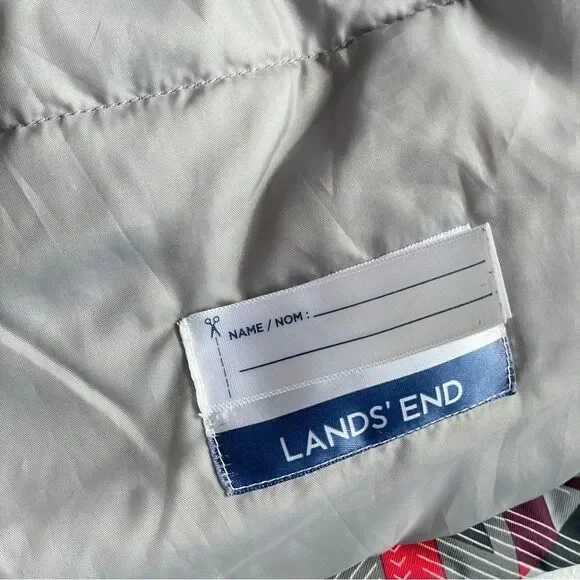 NAME / NOM :
LANDS' END